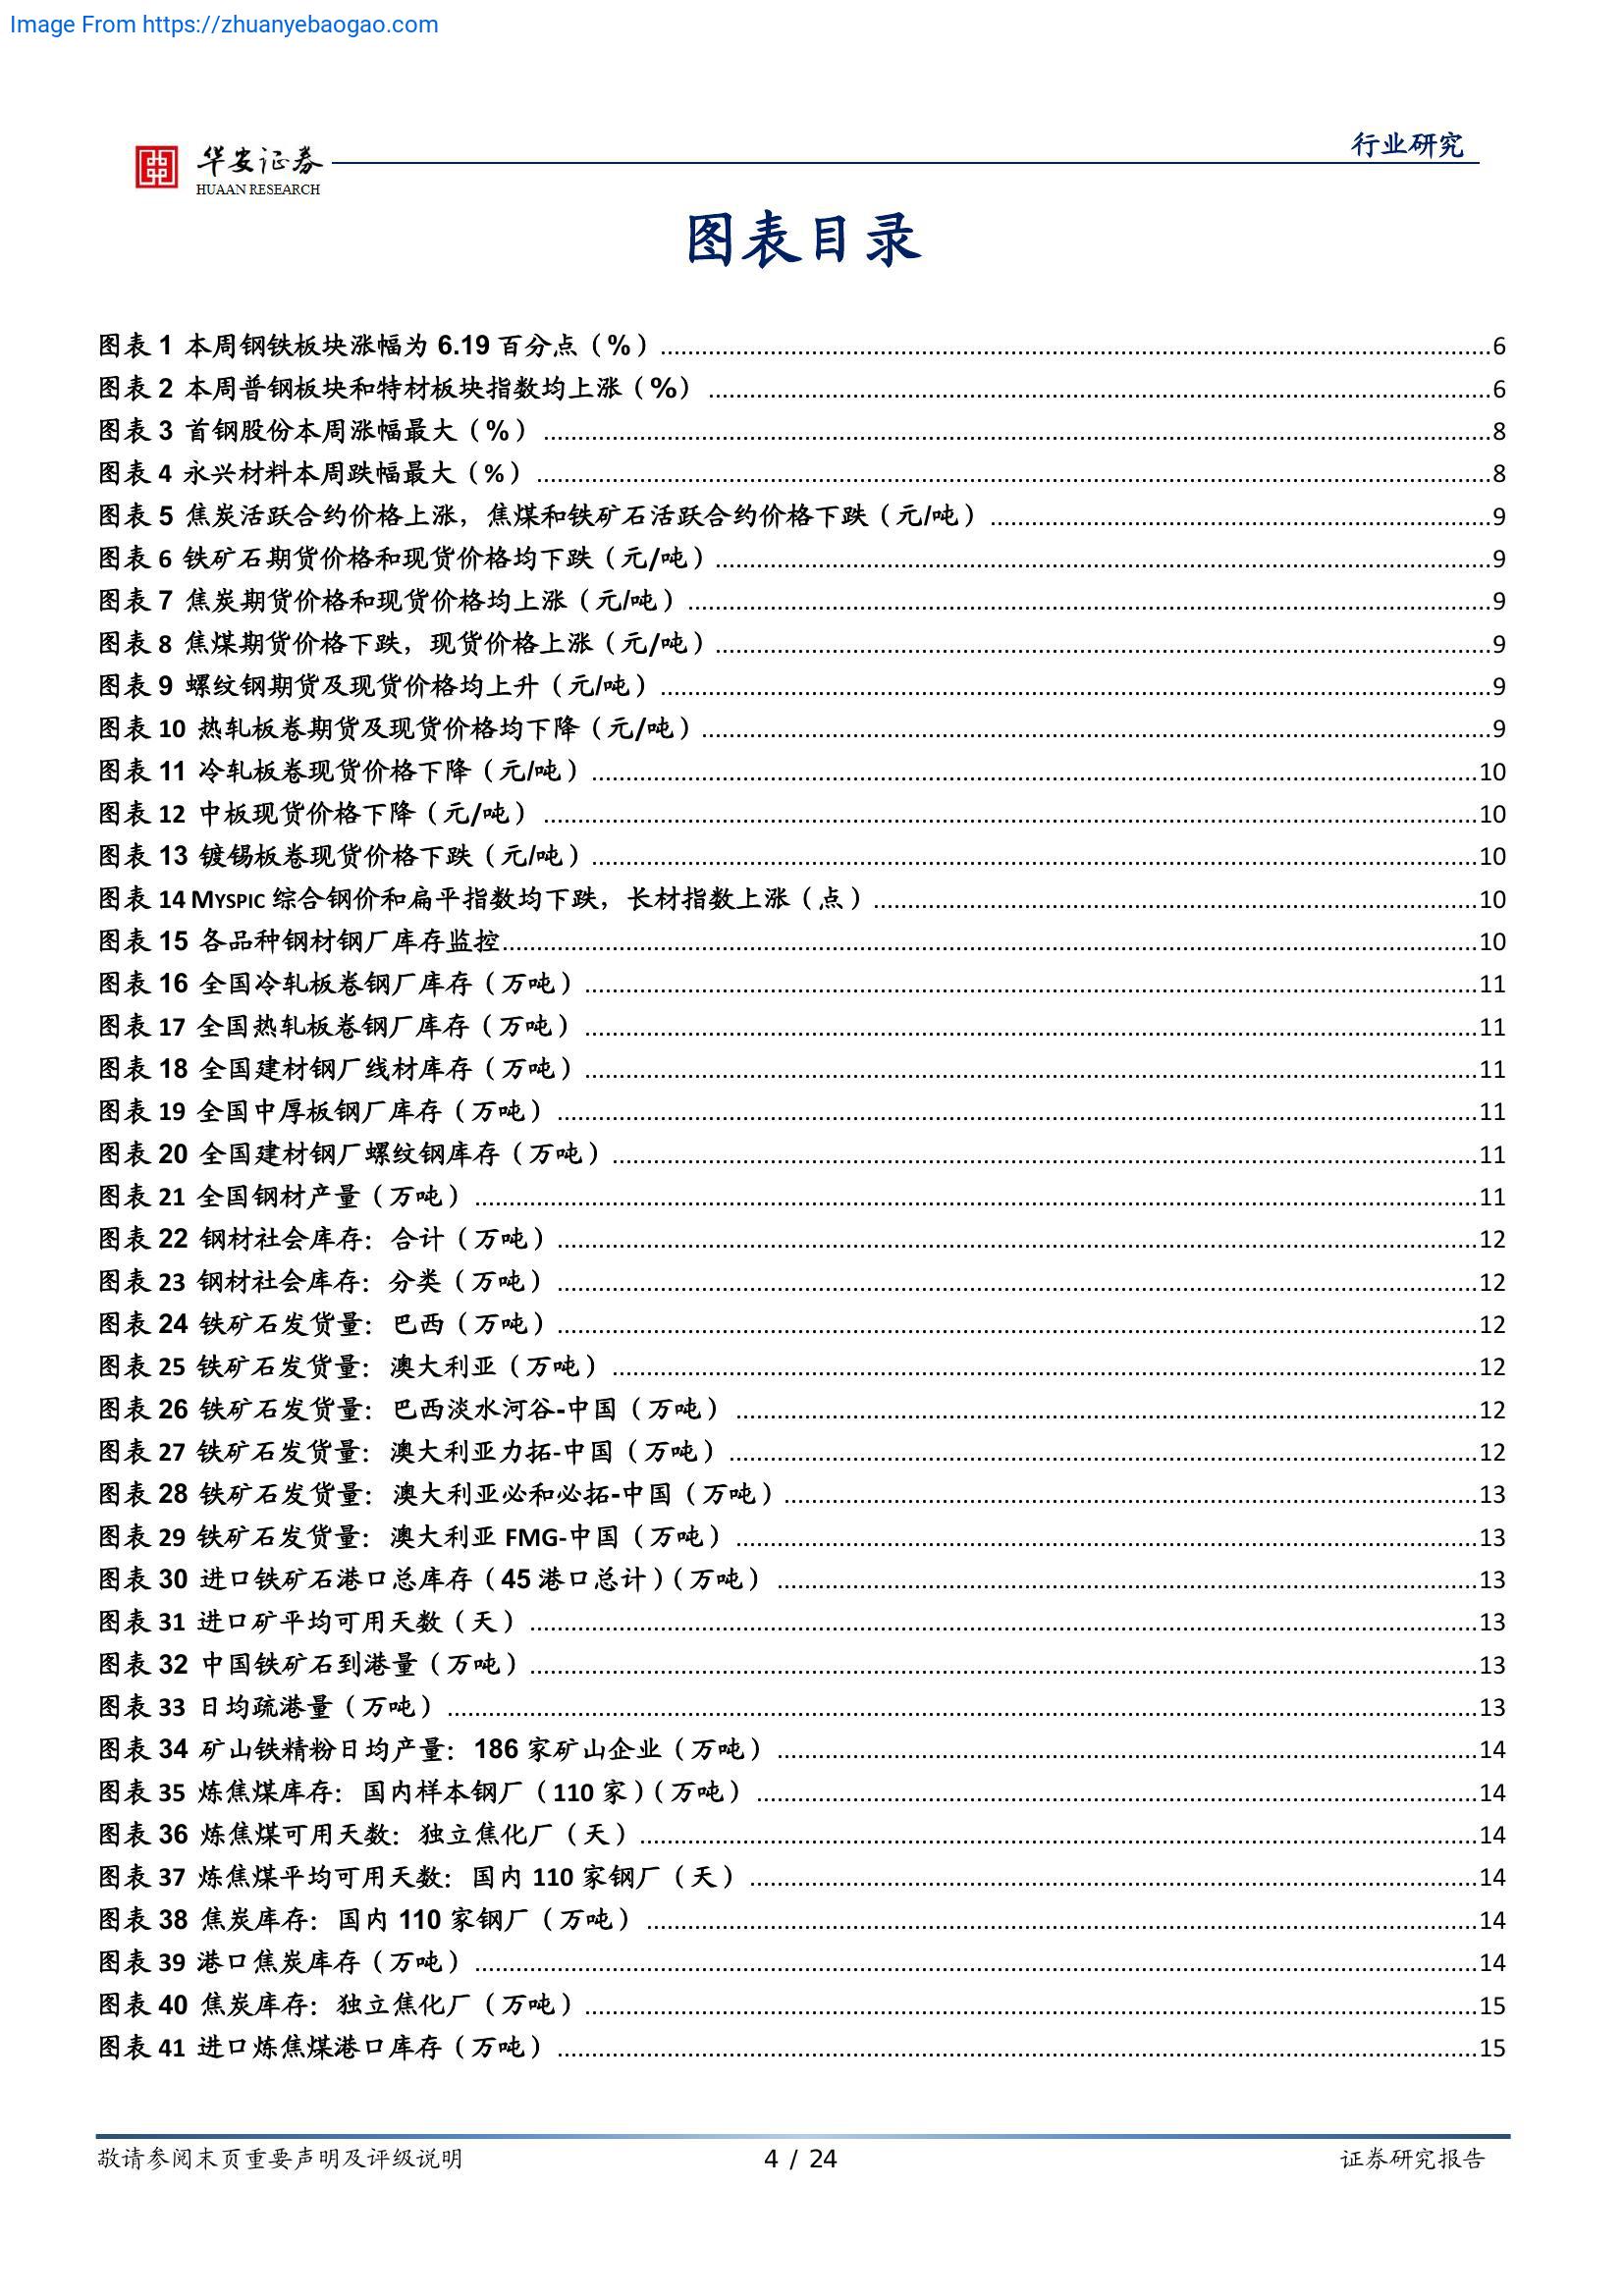 Image From https://zhuanyebaogao.com
华安证券
HUAAN RESEARCH
行业研究
图表目录
图表 1 本周钢铁板块涨幅为 6.19 百分点（%）......6
图表 2 本周普钢板块和特材板块指数均上涨（%）......6
图表 3 首钢股份本周涨幅最大（%）......8
图表 4 永兴材料本周跌幅最大（%）......8
图表 5 焦炭活跃合约价格上涨，焦煤和铁矿石活跃合约价格下跌（元/吨）......9
图表 6 铁矿石期货价格和现货价格均下跌（元/吨）......9
图表 7 焦炭期货价格和现货价格均上涨（元/吨）......9
图表 8 焦煤期货价格下跌，现货价格上涨（元/吨）......9
图表 9 螺纹钢期货及现货价格均上升（元/吨）......9
图表 10 热轧板卷期货及现货价格均下降（元/吨）......9
图表 11 冷轧板卷现货价格下降（元/吨）......10
图表 12 中板现货价格下降（元/吨）......10
图表 13 镀锡板卷现货价格下跌（元/吨）......10
图表 14 MYSPIC 综合钢价和扁平指数均下跌，长材指数上涨（点）......10
图表 15 各品种钢材钢厂库存监控......10
图表 16 全国冷轧板卷钢厂库存（万吨）......11
图表 17 全国热轧板卷钢厂库存（万吨）......11
图表 18 全国建材钢厂线材库存（万吨）......11
图表 19 全国中厚板钢厂库存（万吨）......11
图表 20 全国建材钢厂螺纹钢库存（万吨）......11
图表 21 全国钢材产量（万吨）......11
图表 22 钢材社会库存：合计（万吨）......12
图表 23 钢材社会库存：分类（万吨）......12
图表 24 铁矿石发货量：巴西（万吨）......12
图表 25 铁矿石发货量：澳大利亚（万吨）......12
图表 26 铁矿石发货量：巴西淡水河谷-中国（万吨）......12
图表 27 铁矿石发货量：澳大利亚力拓-中国（万吨）......12
图表 28 铁矿石发货量：澳大利亚必和必拓-中国（万吨）......13
图表 29 铁矿石发货量：澳大利亚 FMG-中国（万吨）......13
图表 30 进口铁矿石港口总库存（45 港口总计）（万吨）......13
图表 31 进口矿平均可用天数（天）......13
图表 32 中国铁矿石到港量（万吨）......13
图表 33 日均疏港量（万吨）......13
图表 34 矿山铁精粉日均产量：186 家矿山企业（万吨）......14
图表 35 炼焦煤库存：国内样本钢厂（110 家）（万吨）......14
图表 36 炼焦煤可用天数：独立焦化厂（天）......14
图表 37 炼焦煤平均可用天数：国内 110 家钢厂（天）......14
图表 38 焦炭库存：国内 110 家钢厂（万吨）......14
图表 39 港口焦炭库存（万吨）......14
图表 40 焦炭库存：独立焦化厂（万吨）......15
图表 41 进口炼焦煤港口库存（万吨）......15
敬请参阅末页重要声明及评级说明
4 / 24
证券研究报告